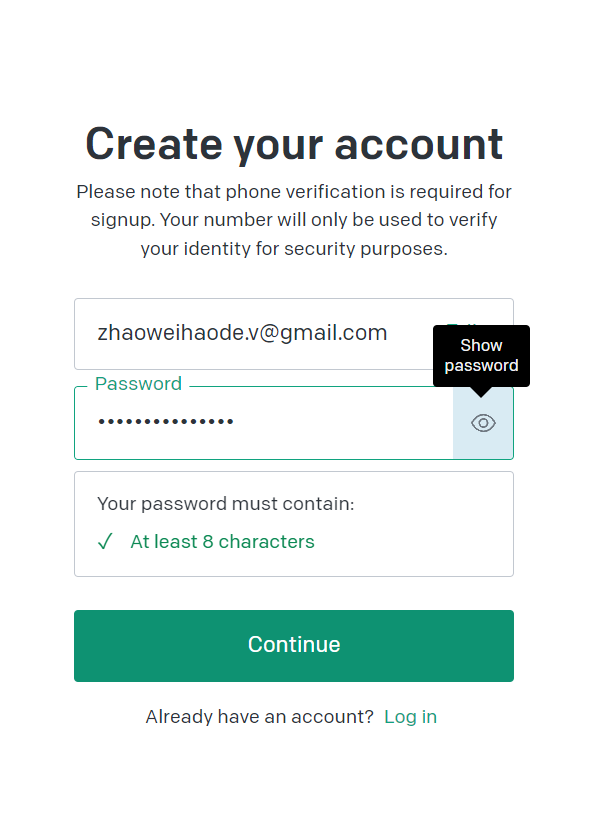 Create your account
Please note that phone verification is required for
signup. Your number will only be used to verify
your identity for security purposes.
zhaoweihaode.v@gmail.com
Show
password
Password
•••••••••••••••
Your password must contain:
✓ At least 8 characters
Continue
Already have an account? Log in